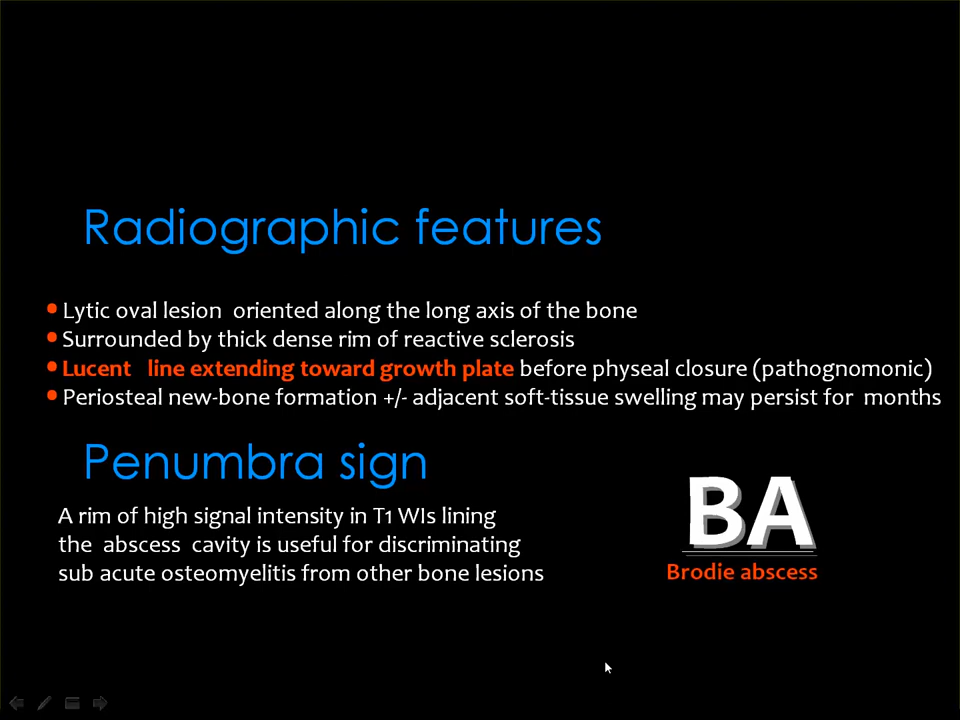 Radiographic features
• Lytic oval lesion oriented along the long axis of the bone
• Surrounded by thick dense rim of reactive sclerosis
• Lucent line extending toward growth plate before physeal closure (pathognomonic)
• Periosteal new-bone formation +/- adjacent soft-tissue swelling may persist for months
Penumbra sign
A rim of high signal intensity in T1 WIs lining
the abscess cavity is useful for discriminating
sub acute osteomyelitis from other bone lesions
BA
Brodie abscess